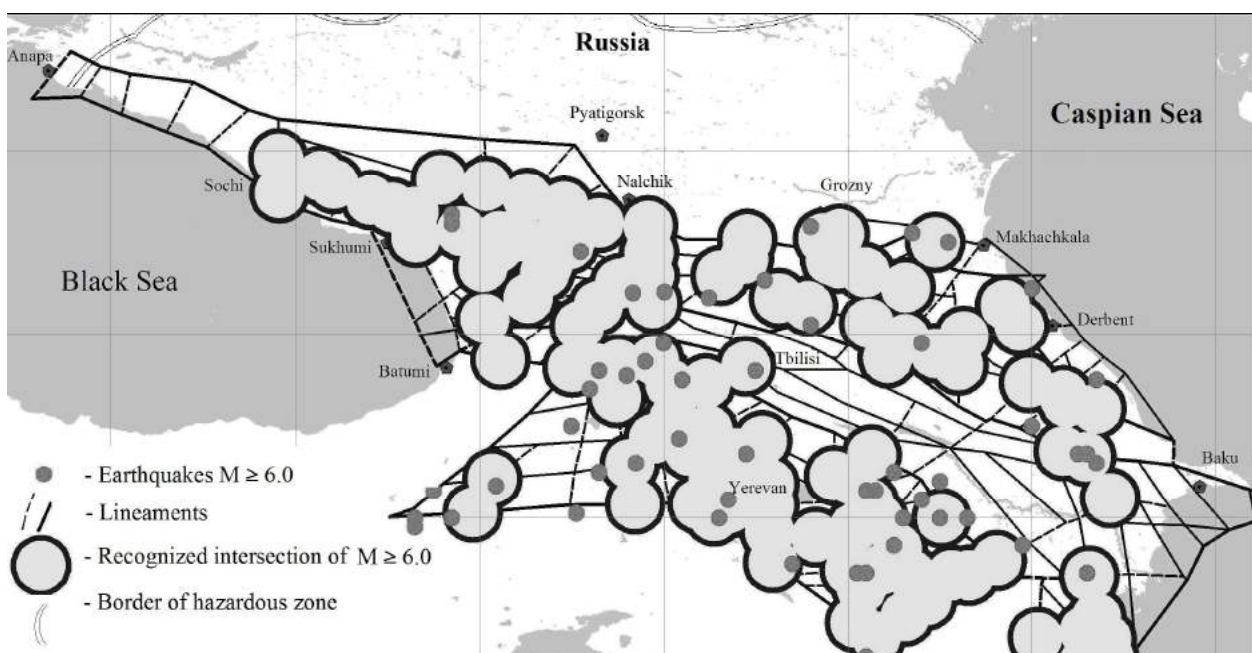 Russia
Anapa
Pyatigorsk
Caspian Sea
Sochi
Nalchik
Grozny
Sukhumi
Makhachkala
Black Sea
Derbent
Batumi
Tbilisi
Baku
Yerevan
- Earthquakes M ≥ 6.0
- Lineaments
- Recognized intersection of M ≥ 6.0
- Border of hazardous zone